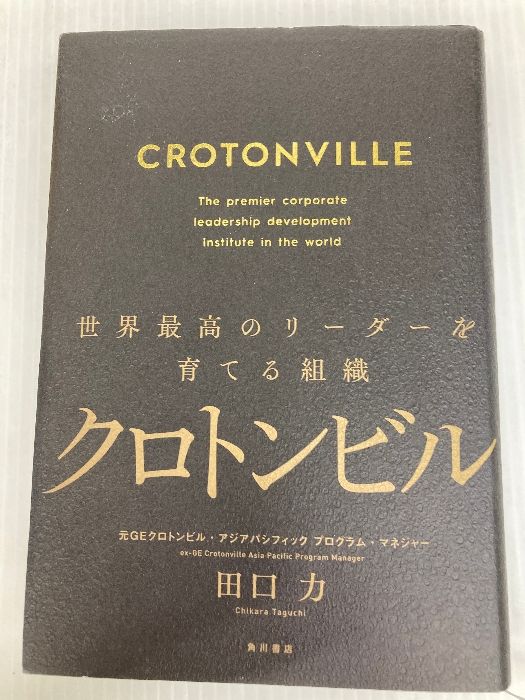 CROTONVILLE
The premier corporate
leadership development
institute in the world
世界最高のリーダーを
育てる組織
クロトンビル
元GEクロトンビル・アジアパシフィック プログラム・マネジャー
ex-GE Crotonville Asia Pacific Program Manager
田口 力
Chikara Taguchi
角川書店